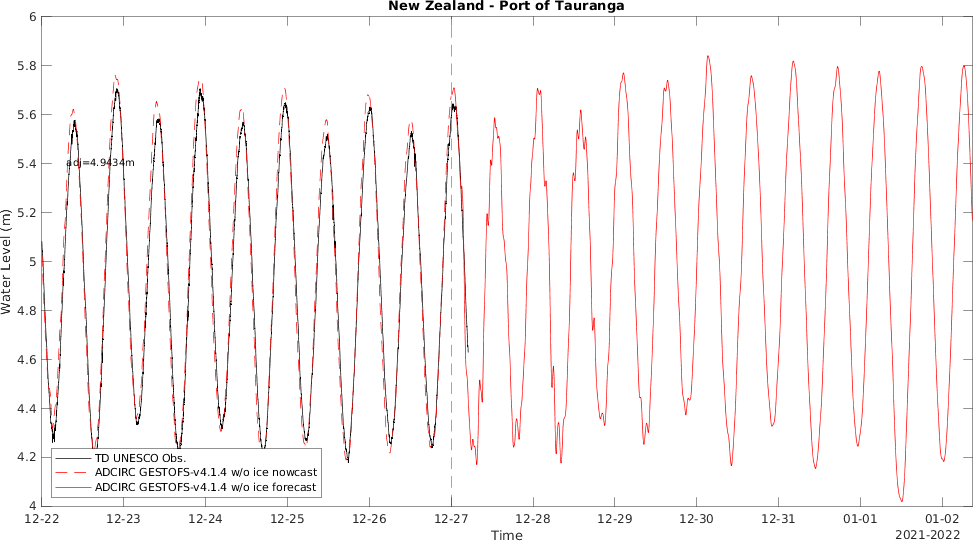 New Zealand - Port of Tauranga
6
5.8
5.6
5.4
5.2
5
4.8
4.6
4.4
4.2
4
Water Level (m)
adj=4.9434m
TD UNESCO Obs.
ADCIRC GESTOFS-v4.1.4 w/o ice nowcast
ADCIRC GESTOFS-v4.1.4 w/o ice forecast
12-22 12-23 12-24 12-25 12-26 12-27 12-28 12-29 12-30 12-31 01-01 01-02
Time
2021-2022